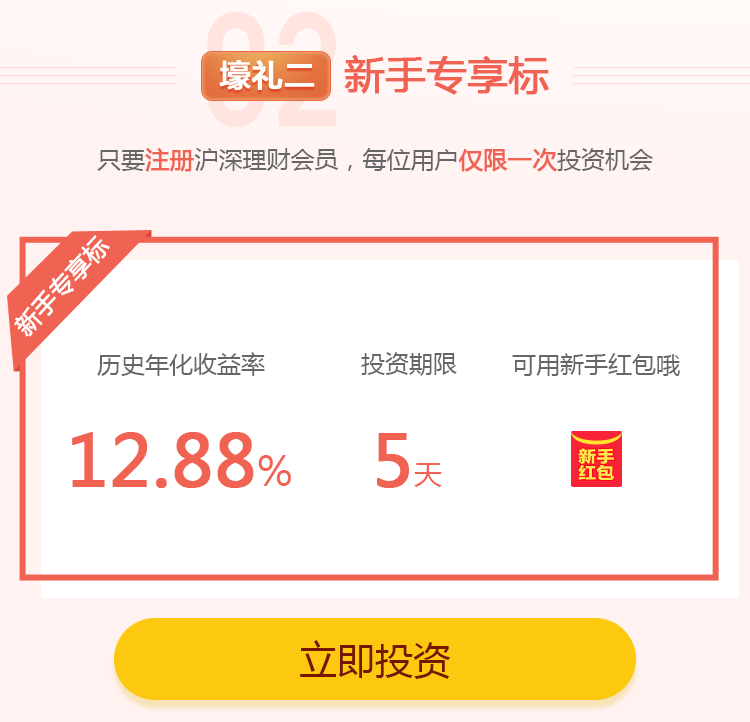 02
壕礼二 新手专享标
只要注册沪深理财会员，每位用户仅限一次投资机会
新手专享标
历史年化收益率 投资期限 可用新手红包哦
12.88% 5天 新手
红包
立即投资